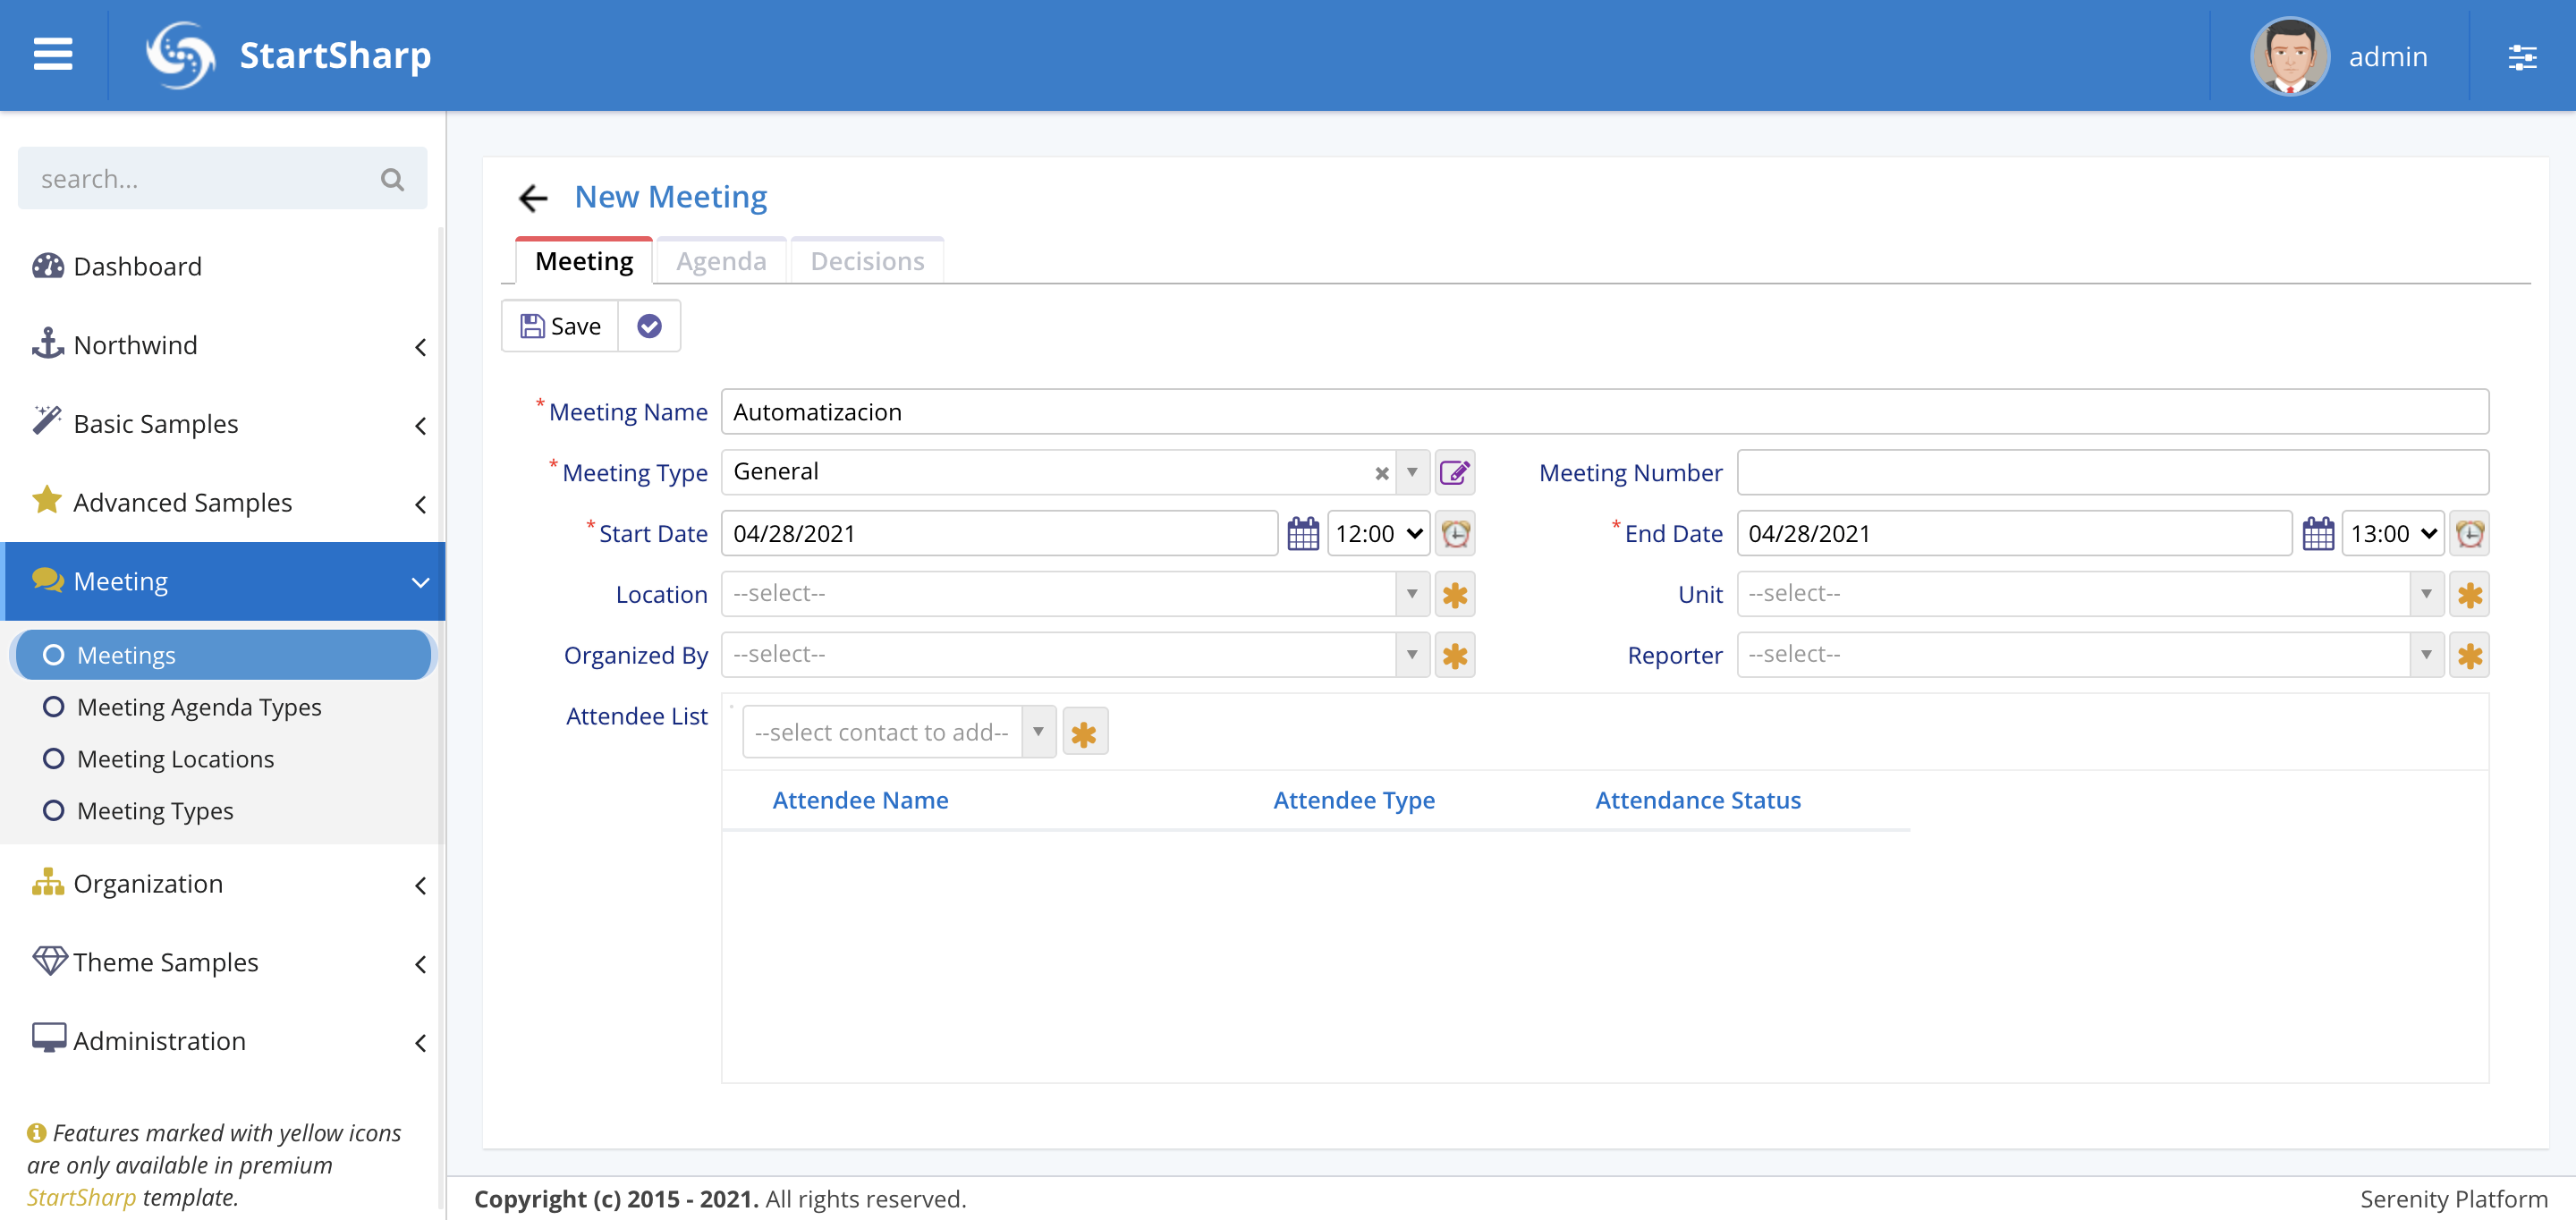 StartSharp
admin
search...
Dashboard
Northwind
Basic Samples
Advanced Samples
Meeting
Meetings
Meeting Agenda Types
Meeting Locations
Meeting Types
Organization
Theme Samples
Administration
Features marked with yellow icons
are only available in premium
StartSharp template.
New Meeting
Meeting Agenda Decisions
Save
* Meeting Name Automatizacion
* Meeting Type General Meeting Number
* Start Date 04/28/2021 12:00 * End Date 04/28/2021 13:00
Location --select-- Unit --select--
Organized By --select-- Reporter --select--
Attendee List --select contact to add--
Attendee Name Attendee Type Attendance Status
Copyright (c) 2015 - 2021. All rights reserved. Serenity Platform